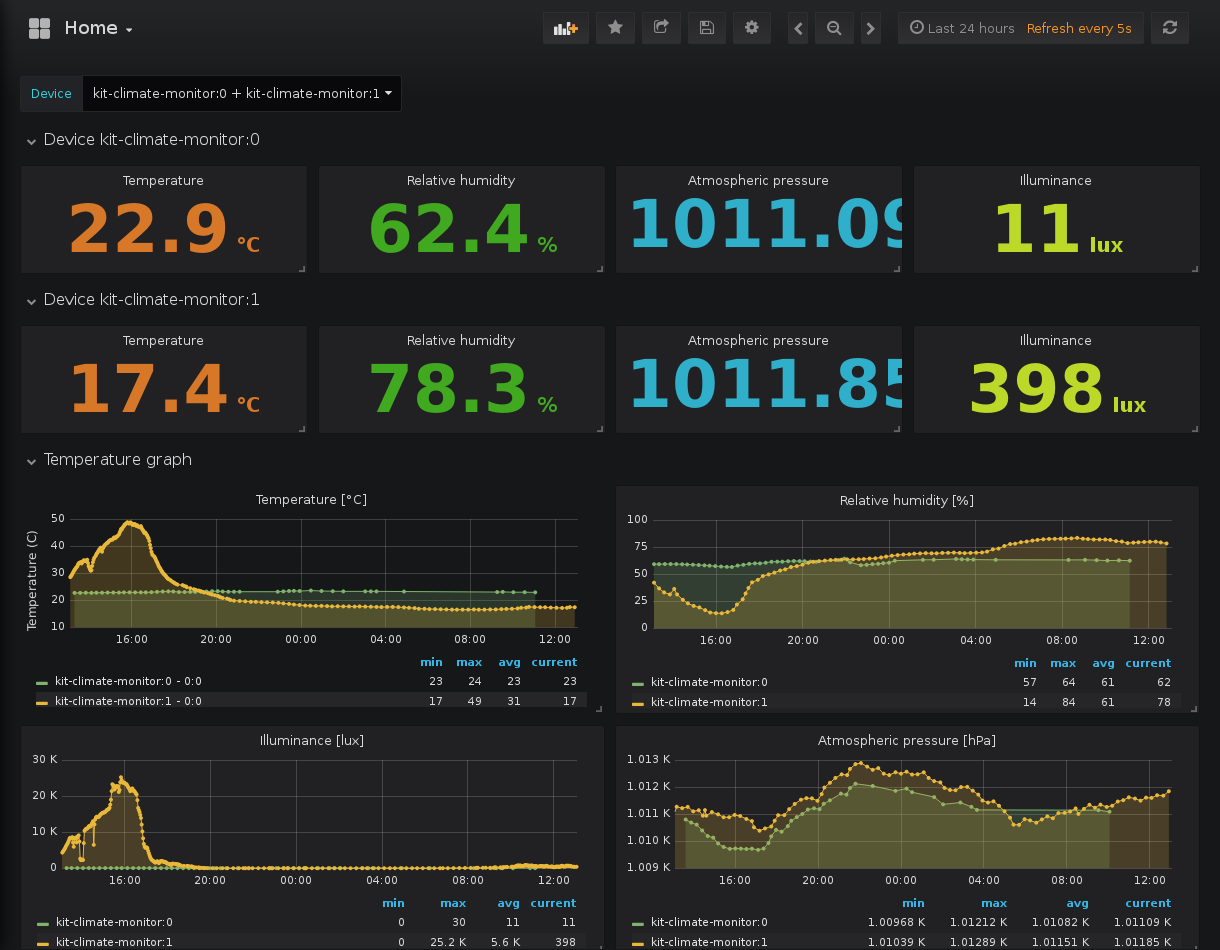 Home
Last 24 hours Refresh every 5s
Device kit-climate-monitor:0 + kit-climate-monitor:1
Device kit-climate-monitor:0
Temperature Relative humidity Atmospheric pressure Illuminance
22.9 °C 62.4 % 1011.09 11 lux
Device kit-climate-monitor:1
Temperature Relative humidity Atmospheric pressure Illuminance
17.4 °C 78.3 % 1011.85 398 lux
Temperature graph
Temperature [°C]
Temperature (C)
50
40
30
20
10
16:00 20:00 00:00 04:00 08:00 12:00
min max avg current
kit-climate-monitor:0 - 0:0 23 24 23 23
kit-climate-monitor:1 - 0:0 17 49 31 17
Relative humidity [%]
100
75
50
25
0
16:00 20:00 00:00 04:00 08:00 12:00
min max avg current
kit-climate-monitor:0 57 64 61 62
kit-climate-monitor:1 14 84 61 78
Illuminance [lux]
30 K
20 K
10 K
0
16:00 20:00 00:00 04:00 08:00 12:00
min max avg current
kit-climate-monitor:0 0 30 11 11
kit-climate-monitor:1 0 25.2 K 5.6 K 398
Atmospheric pressure [hPa]
1.013 K
1.012 K
1.011 K
1.010 K
1.009 K
16:00 20:00 00:00 04:00 08:00 12:00
min max avg current
kit-climate-monitor:0 1.00968 K 1.01212 K 1.01082 K 1.01109 K
kit-climate-monitor:1 1.01039 K 1.01289 K 1.01151 K 1.01185 K